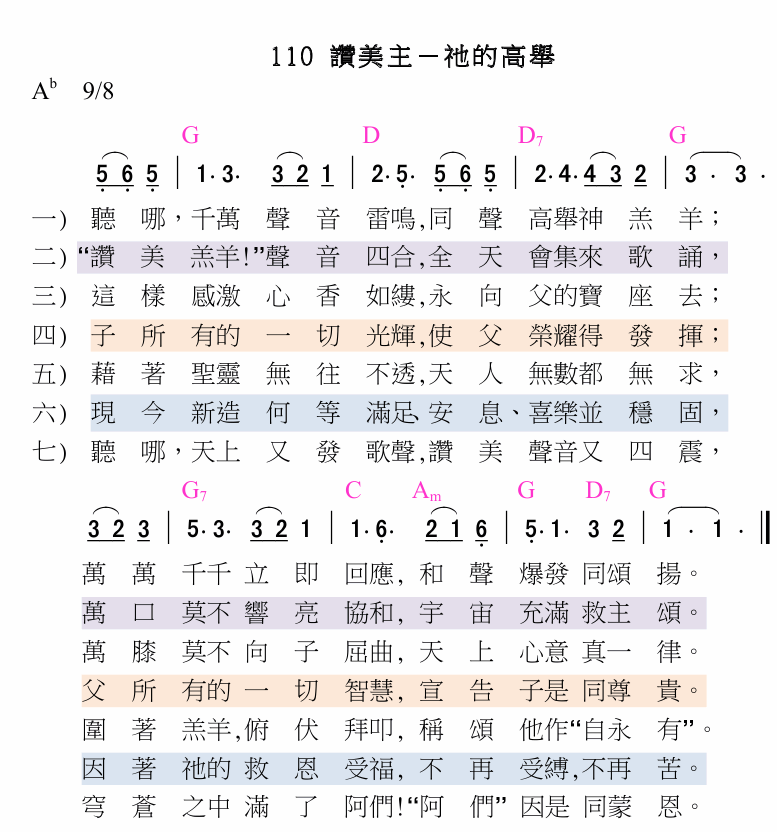 110 讚美主－祂的高舉
A♭ 9/8
G D D7 G
5 6 5 | 1· 3· 3 2 1 | 2· 5· 5 6 5 | 2· 4· 4 3 2 | 3 · 3 ·
一) 聽哪，千萬聲音雷鳴,同聲高舉神羔羊；
二) “讚美羔羊!”聲音四合,全天會集來歌誦，
三) 這樣感激心香如縷,永向父的寶座去；
四) 子所有的一切光輝,使父榮耀得發揮；
五) 藉著聖靈無往不透,天人無數都無求，
六) 現今新造何等滿足、安息、喜樂並穩固，
七) 聽哪，天上又發歌聲,讚美聲音又四震，
G7 C Am G D7 G
3 2 3 | 5· 3· 3 2 1 | 1· 6· 2 1 6 | 5· 1· 3 2 | 1 · 1 · ‖
萬萬千千立即回應, 和聲爆發同頌揚。
萬口莫不響亮協和, 宇宙充滿救主頌。
萬膝莫不向子屈曲, 天上心意真一律。
父所有的一切智慧, 宣告子是同尊貴。
圍著羔羊,俯伏拜叩, 稱頌他作“自永有”。
因著祂的救恩受福, 不再受縛,不再苦。
穹蒼之中滿了阿們!“阿們”因是同蒙恩。